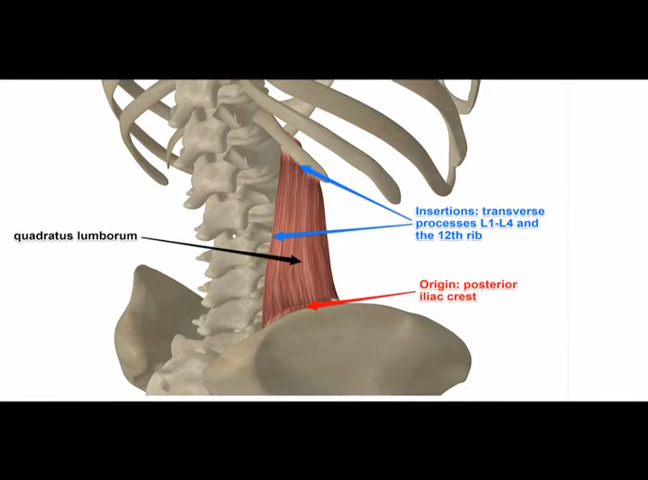 Insertions: transverse
processes L1-L4 and
the 12th rib
quadratus lumborum
Origin: posterior
iliac crest